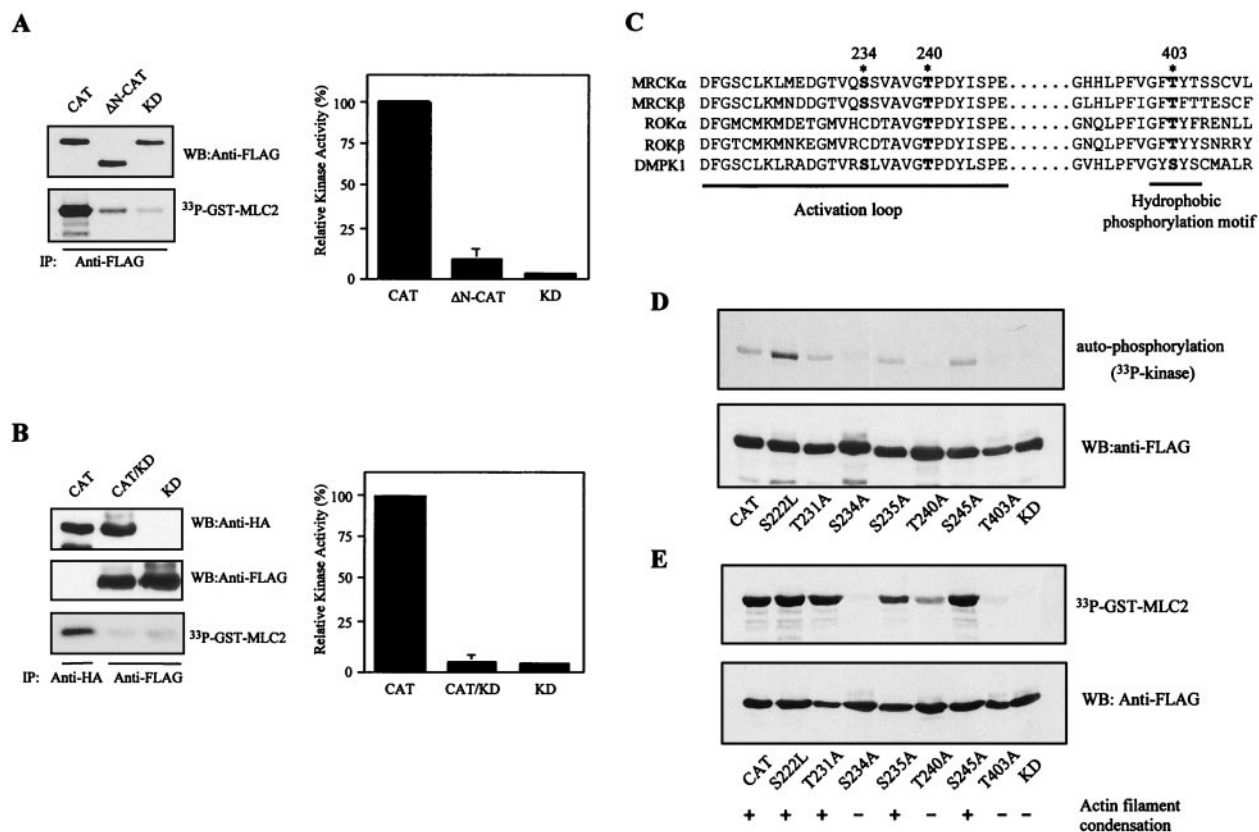 A
CAT ΔN-CAT KD
WB:Anti-FLAG
³³P-GST-MLC2
IP: Anti-FLAG
Relative Kinase Activity (%)
100
75
50
25
0
CAT ΔN-CAT KD
B
CAT CAT/KD KD
WB:Anti-HA
WB:Anti-FLAG
³³P-GST-MLC2
IP: Anti-HA Anti-FLAG
Relative Kinase Activity (%)
100
75
50
25
0
CAT CAT/KD KD
C
234 240 403
* * *
MRCKα DFGSCLKLMEDGTVQSSVAVGTPDYISPE......GHHLPFVGFTYTSSCVL
MRCKβ DFGSCLKMNDDGTVQSSVAVGTPDYISPE......GLHLPFIGFTFTTESCF
ROKα DFGMCMKMDETGMVHCDTAVGTPDYISPE......GNQLPFIGFTYFRENLL
ROKβ DFGTCMKMNKEGMVRCDTAVGTPDYISPE......GNQLPFVGFTYYSNRRY
DMPK1 DFGSCLKLRADGTVRSLVAVGTPDYLSPE......GVHLPFVGYSYSCMALR
Activation loop
Hydrophobic
phosphorylation motif
D
auto-phosphorylation
(³³P-kinase)
WB:anti-FLAG
CAT S222L T231A S234A S235A T240A S245A T403A KD
E
³³P-GST-MLC2
WB: Anti-FLAG
CAT S222L T231A S234A S235A T240A S245A T403A KD
+ + + - + - + - - Actin filament
condensation